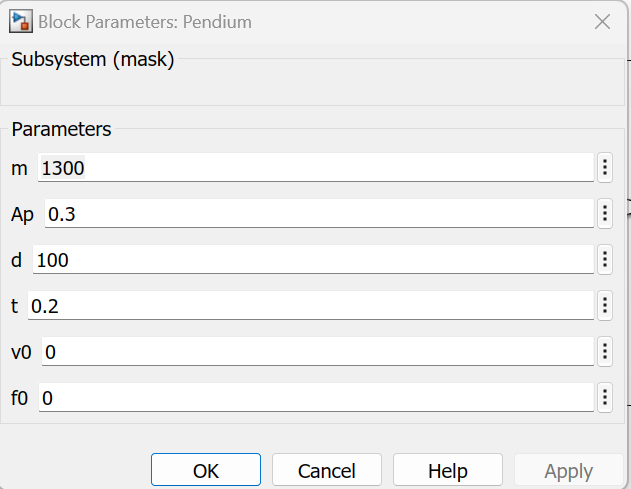 Block Parameters: Pendium
Subsystem (mask)
Parameters
m 1300
Ap 0.3
d 100
t 0.2
v0 0
f0 0
OK Cancel Help Apply